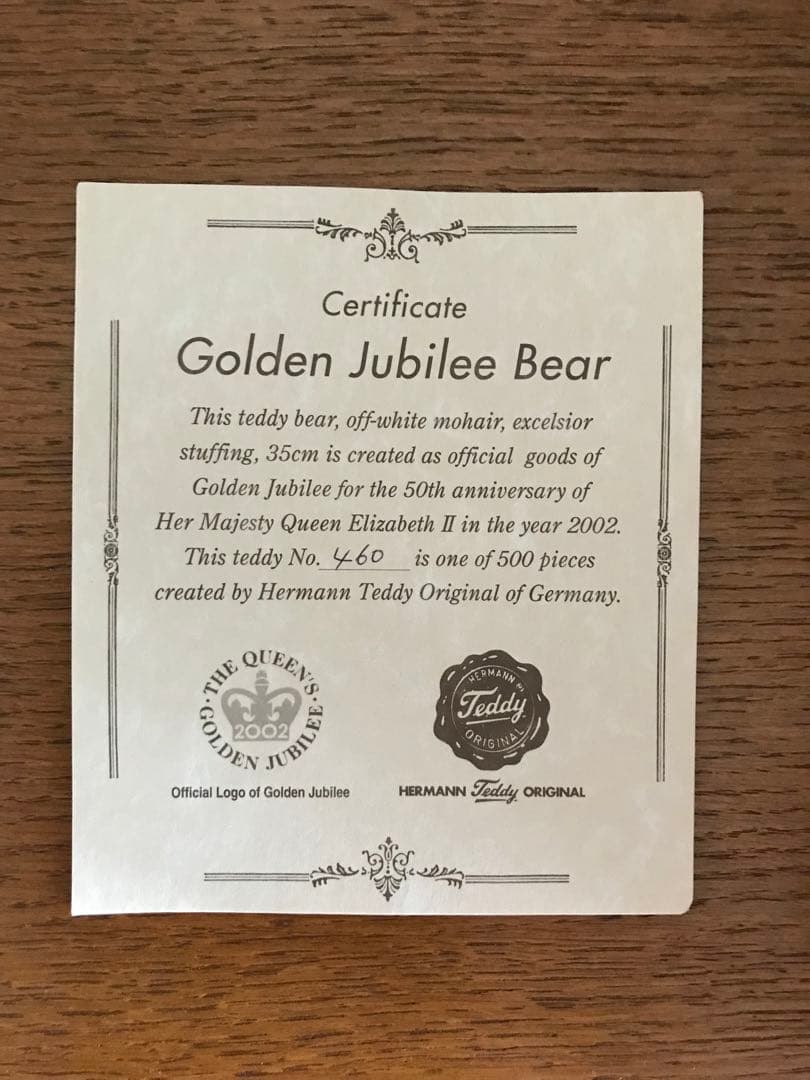 Certificate
Golden Jubilee Bear
This teddy bear, off-white mohair, excelsior
stuffing, 35cm is created as official goods of
Golden Jubilee for the 50th anniversary of
Her Majesty Queen Elizabeth II in the year 2002.
This teddy No. 460 is one of 500 pieces
created by Hermann Teddy Original of Germany.
·THE QUEEN'S·
2002
GOLDEN JUBILEE
Official Logo of Golden Jubilee
HERMANN
Teddy
ORIGINAL
HERMANN Teddy ORIGINAL